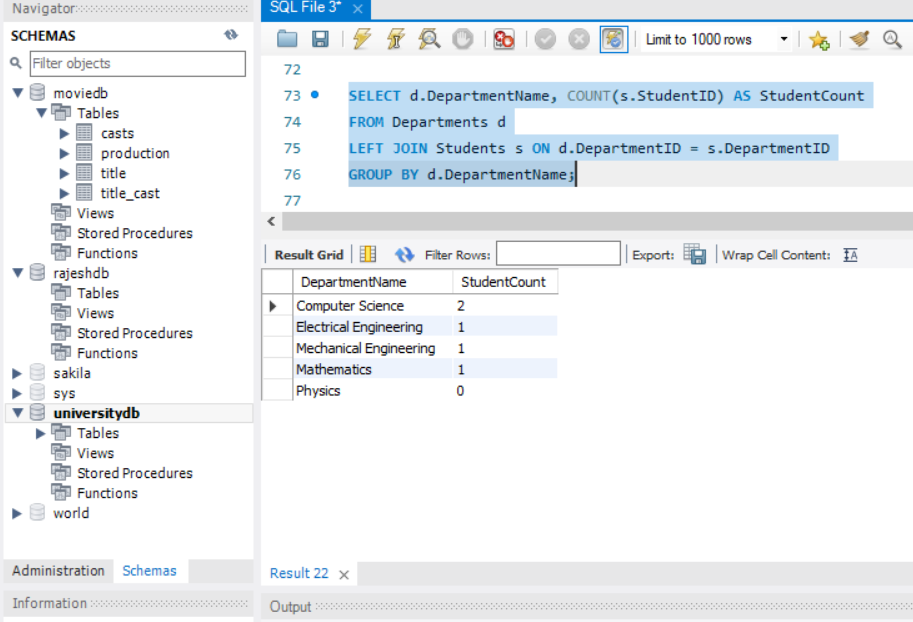 Navigator
SCHEMAS
Filter objects
moviedb
Tables
casts
production
title
title_cast
Views
Stored Procedures
Functions
rajeshdb
Tables
Views
Stored Procedures
Functions
sakila
sys
universitydb
Tables
Views
Stored Procedures
Functions
world
Administration Schemas
Information
SQL File 3* ×
Limit to 1000 rows
72
73 SELECT d.DepartmentName, COUNT(s.StudentID) AS StudentCount
74 FROM Departments d
75 LEFT JOIN Students s ON d.DepartmentID = s.DepartmentID
76 GROUP BY d.DepartmentName;
77
Result Grid Filter Rows: Export: Wrap Cell Content: IA
DepartmentName StudentCount
Computer Science 2
Electrical Engineering 1
Mechanical Engineering 1
Mathematics 1
Physics 0
Result 22 ×
Output